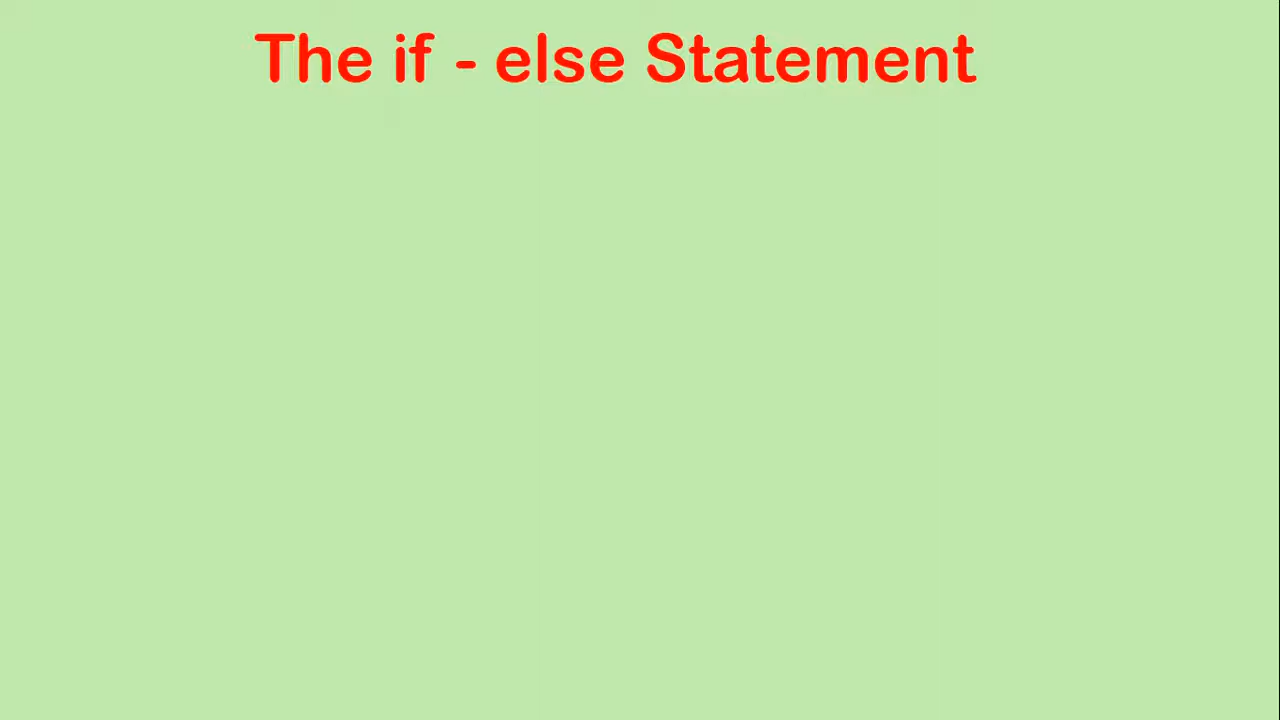 The if - else Statement